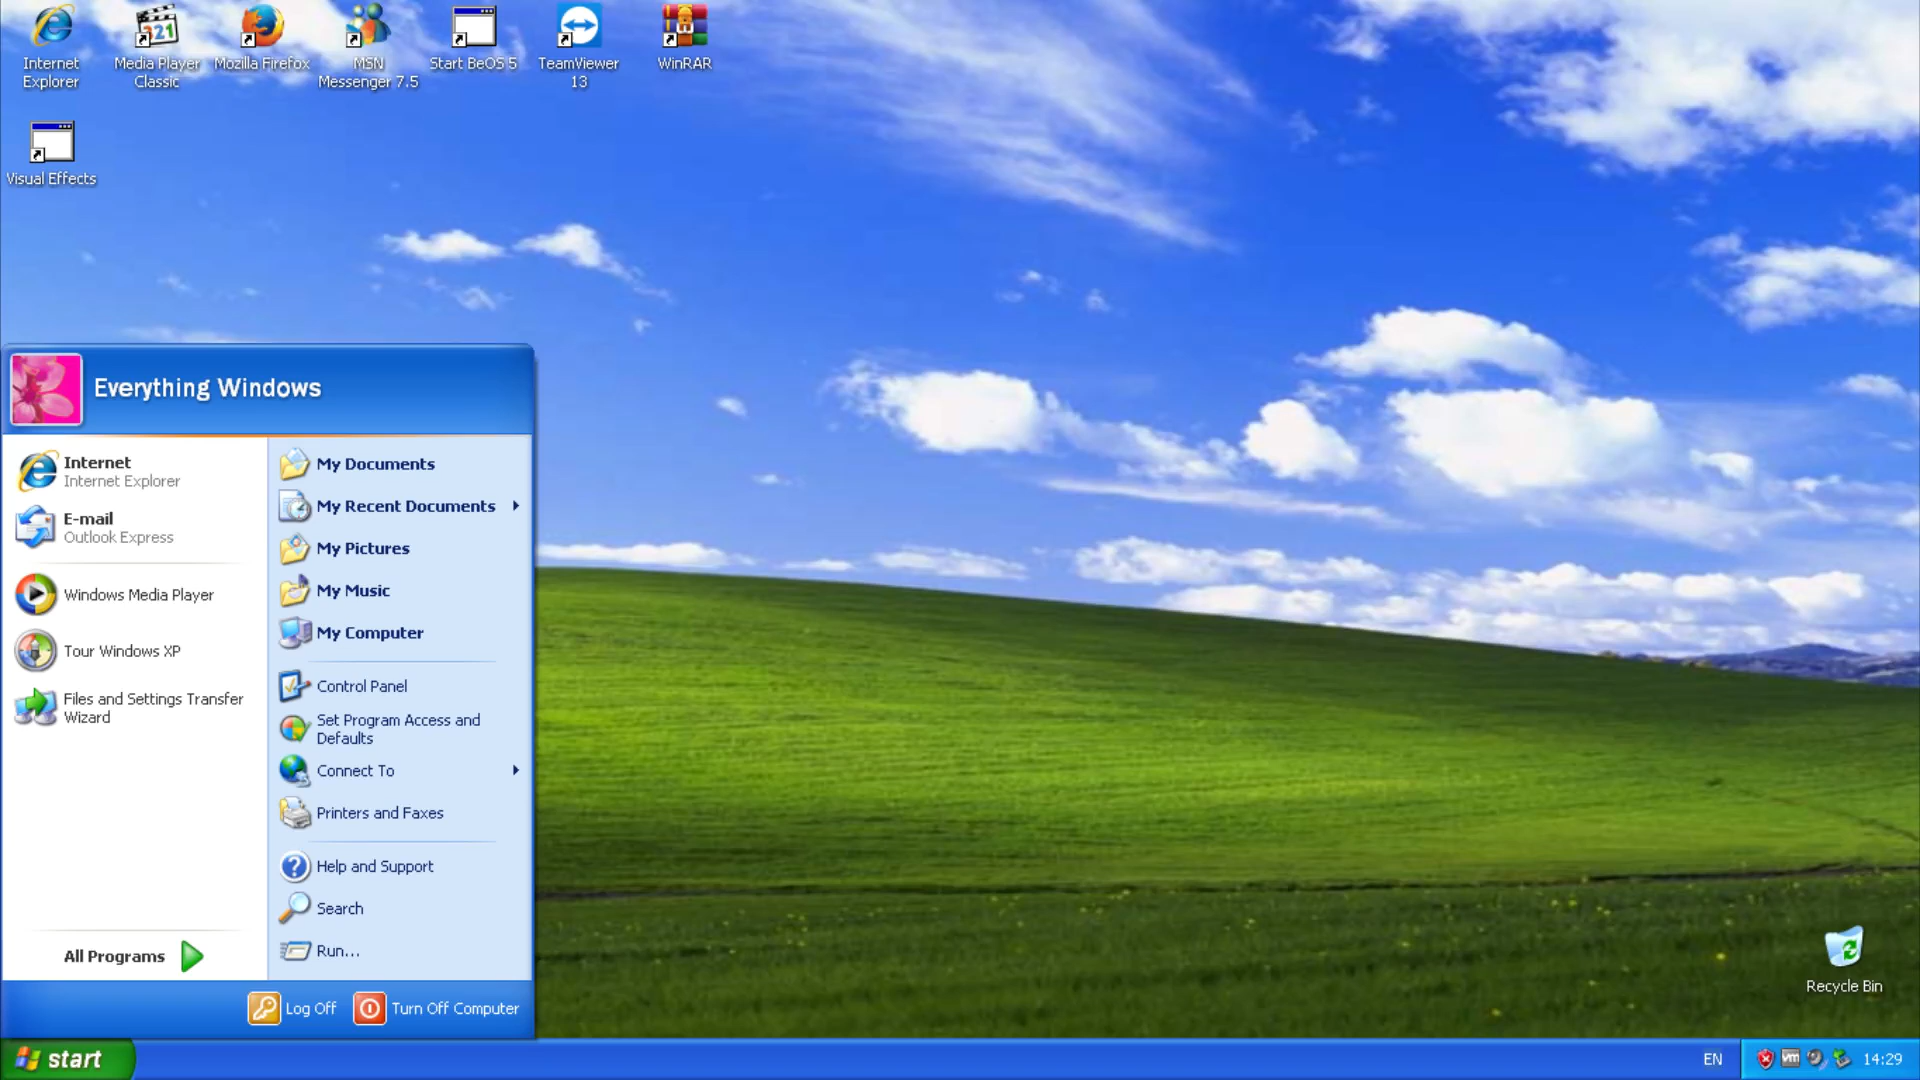 Internet
Explorer
Media Player
Classic
Mozilla Firefox
MSN
Messenger 7.5
Start BeOS 5
TeamViewer
13
WinRAR
Visual Effects
Everything Windows
Internet
Internet Explorer
E-mail
Outlook Express
Windows Media Player
Tour Windows XP
Files and Settings Transfer
Wizard
All Programs
My Documents
My Recent Documents
My Pictures
My Music
My Computer
Control Panel
Set Program Access and
Defaults
Connect To
Printers and Faxes
Help and Support
Search
Run...
Log Off
Turn Off Computer
Recycle Bin
start
EN
vm
14:29